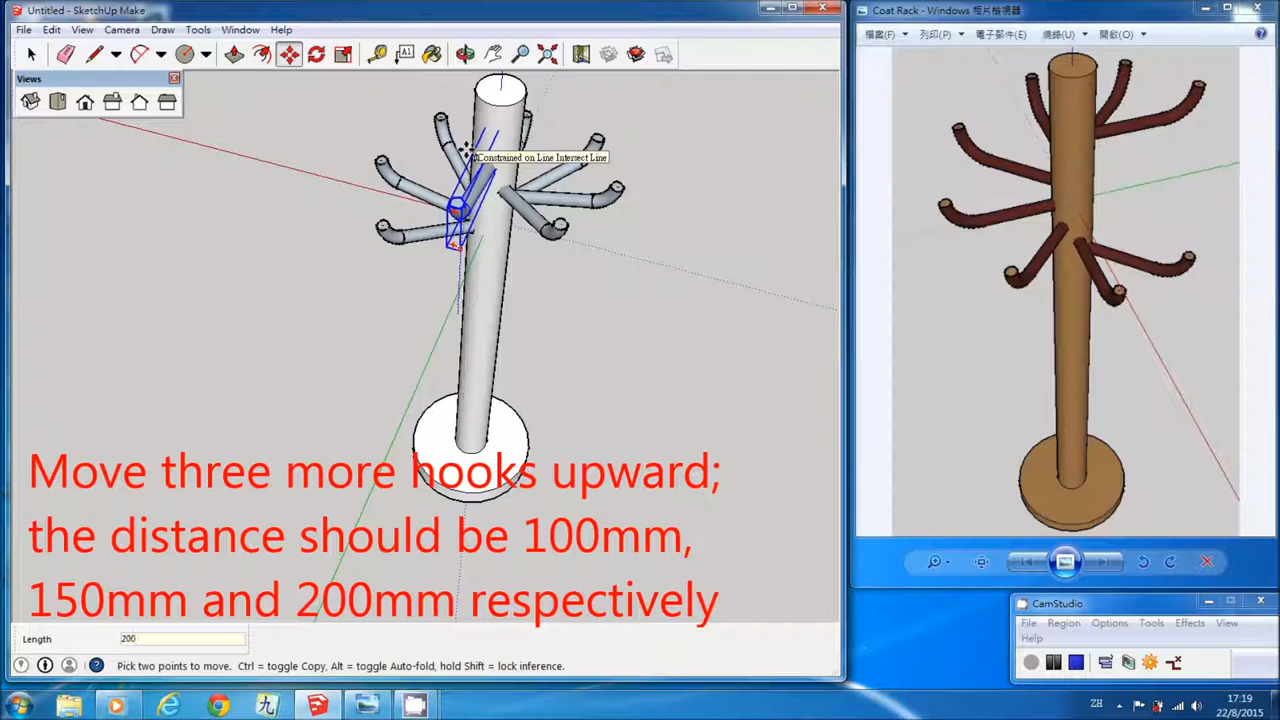 Untitled - SketchUp Make
File Edit View Camera Draw Tools Window Help
Views
Constrained on Line Intersect Line
Move three more hooks upward;
the distance should be 100mm,
150mm and 200mm respectively
Length 200
Pick two points to move. Ctrl = toggle Copy, Alt = toggle Auto-fold, hold Shift = lock inference.
Coat Rack - Windows 相片檢視器
檔案(F) 列印(P) 電子郵件(E) 燒錄(U) 開啟(O)
CamStudio
File Region Options Tools Effects View
Help
九
ZH
17:19
22/8/2015